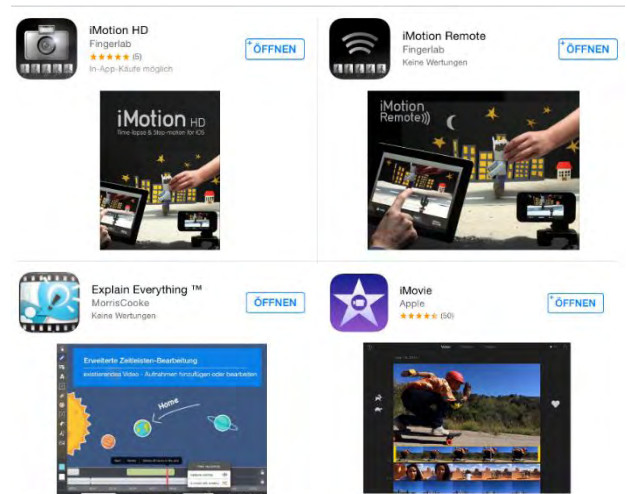 iMotion HD
Fingerlab
★★★★★ (5)
In-App-Käufe möglich
+ÖFFNEN
iMotion HD
Time-lapse & Stop-motion for iOS
iMotion Remote
Fingerlab
Keine Wertungen
+ÖFFNEN
iMotion
Remote)))
Explain Everything ™
MorrisCooke
Keine Wertungen
ÖFFNEN
Erweiterte Zeitleisten-Bearbeitung
existierendes Video - Aufnahmen hinzufügen oder bearbeiten
Home
iMovie
Apple
(50)
+ÖFFNEN